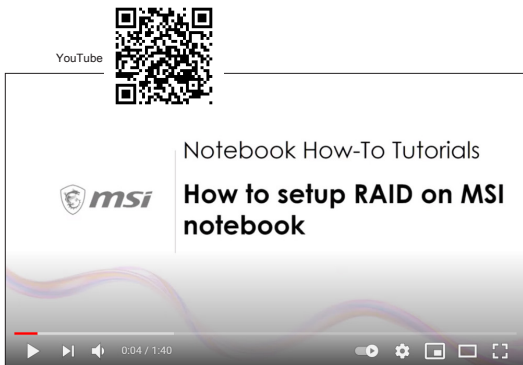 YouTube
Notebook How-To Tutorials
msi
How to setup RAID on MSI
notebook
0:04 / 1:40